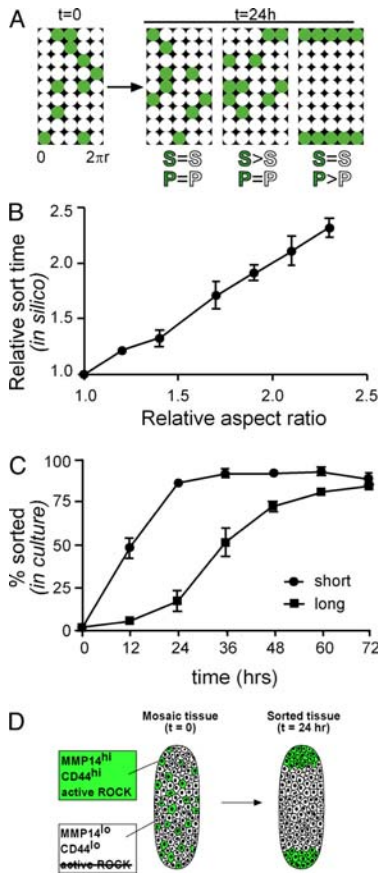 A
t=0
t=24h
0
2πr
S=S
S>S
S=S
P=P
P=P
P>P
B
Relative sort time
(in silico)
2.5
2.0
1.5
1.0
1.0
1.5
2.0
2.5
Relative aspect ratio
C
% sorted
(in culture)
100
75
50
25
0
short
long
0
12
24
36
48
60
72
time (hrs)
D
Mosaic tissue
(t = 0)
Sorted tissue
(t = 24 hr)
MMP14hi
CD44hi
active ROCK
MMP14lo
CD44lo
active ROCK